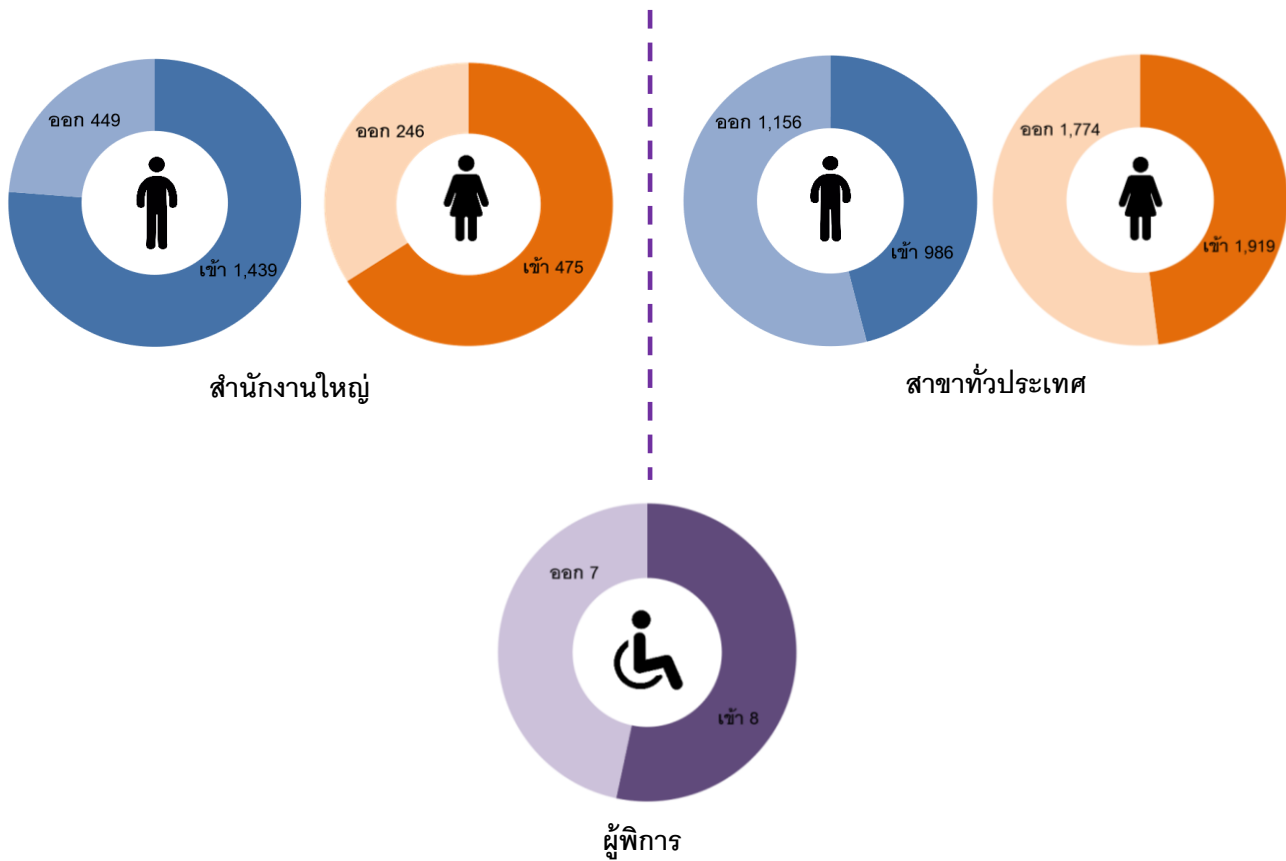 ออก 449
เข้า 1,439
ออก 246
เข้า 475
สำนักงานใหญ่
ออก 1,156
เข้า 986
ออก 1,774
เข้า 1,919
สาขาทั่วประเทศ
ออก 7
เข้า 8
ผู้พิการ